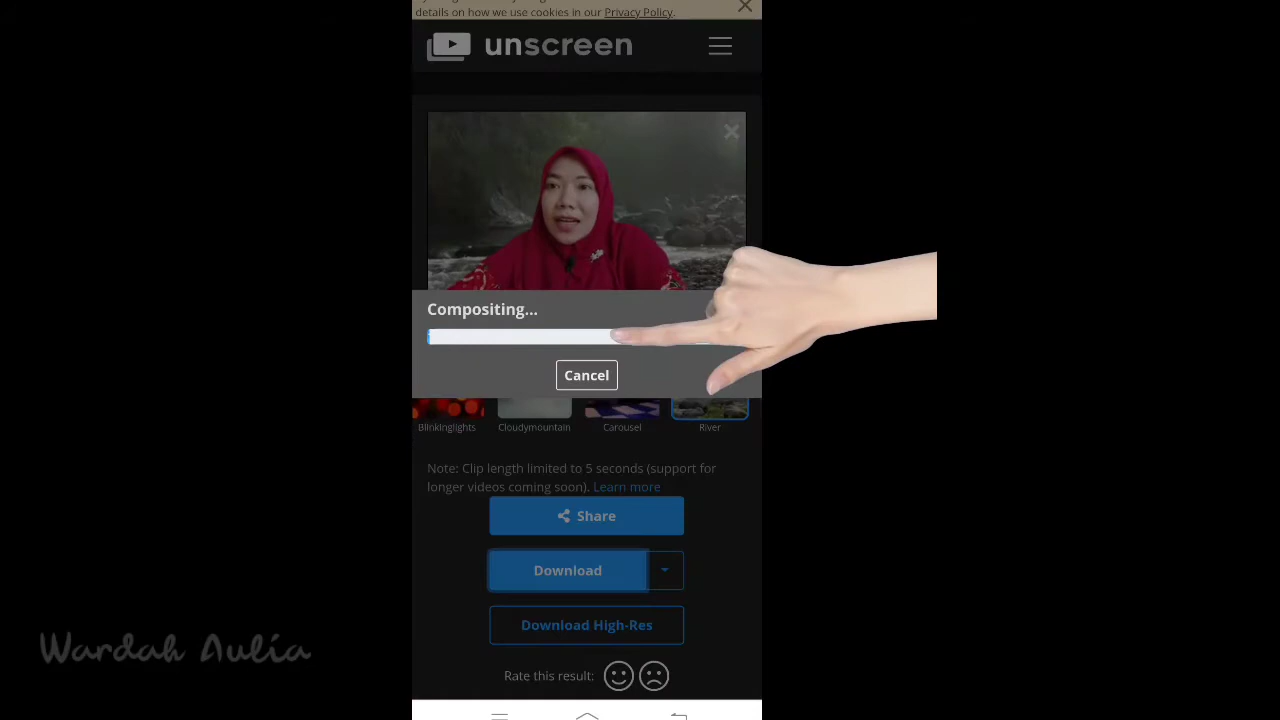 details on how we use cookies in our Privacy Policy.
unscreen
Compositing...
Cancel
Blinkinglights Cloudymountain Carousel River
Note: Clip length limited to 5 seconds (support for
longer videos coming soon). Learn more
Share
Download
Download High-Res
Rate this result:
Wardah Aulia